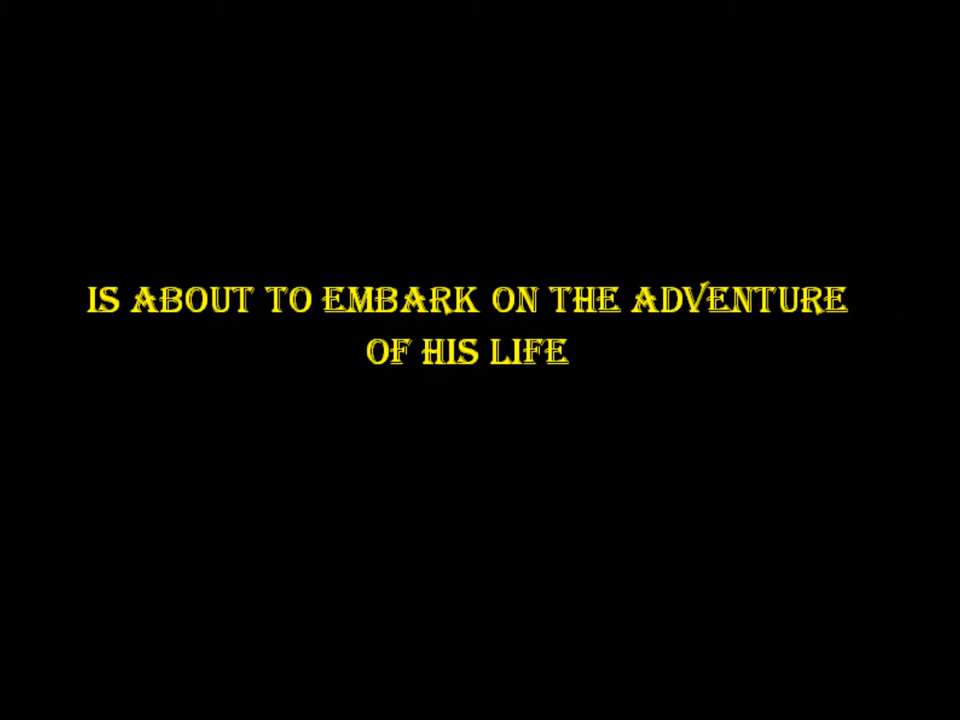 IS ABOUT TO EMBARK ON THE ADVENTURE
OF HIS LIFE